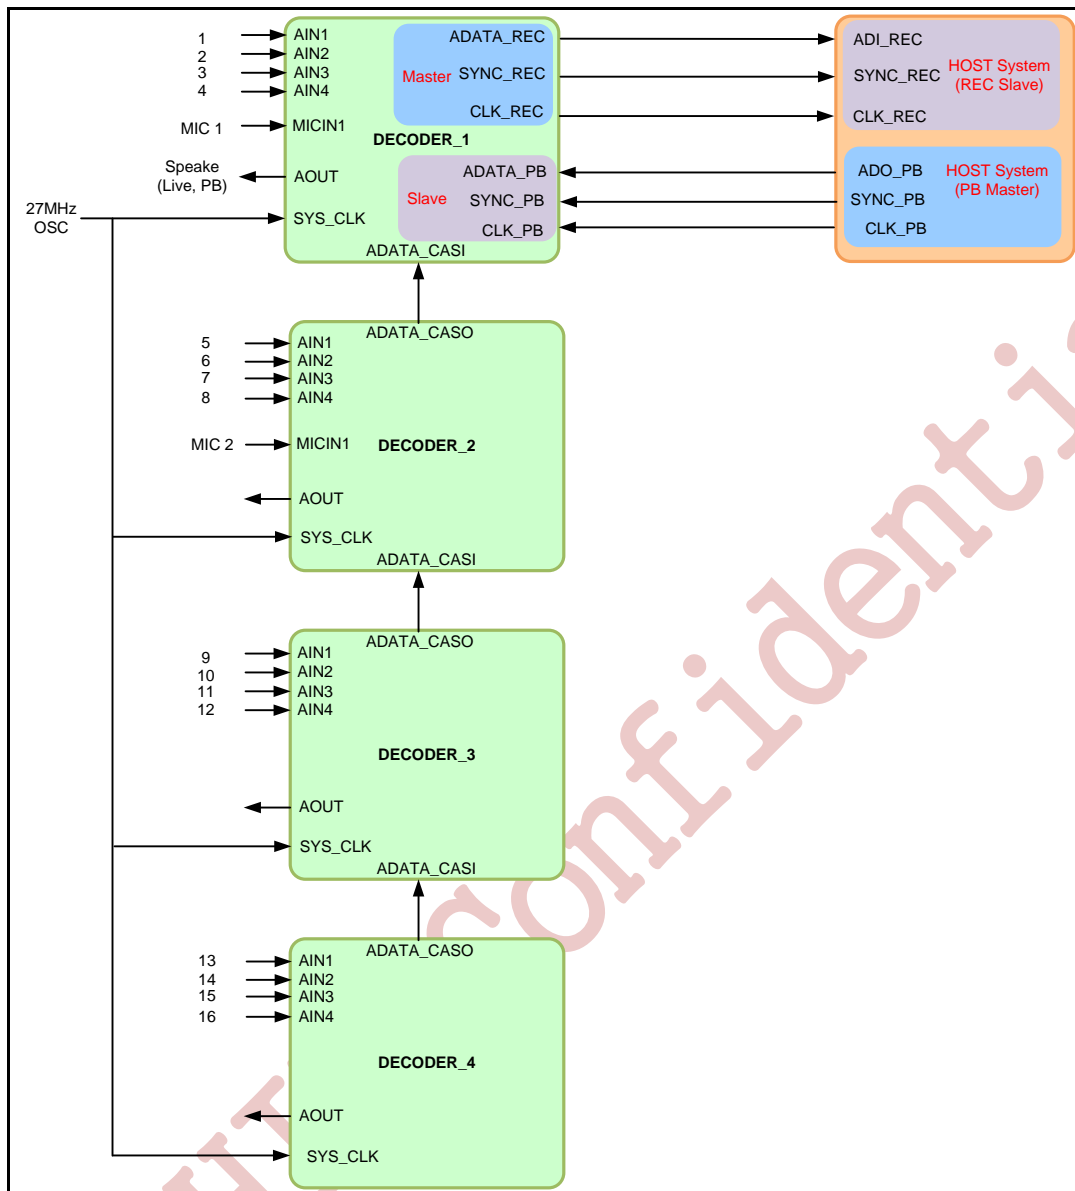 1
2
3
4
MIC 1
Speake
(Live, PB)
27MHz
OSC
AIN1
AIN2
AIN3
AIN4
MICIN1
AOUT
SYS_CLK
DECODER_1
Master
ADATA_REC
SYNC_REC
CLK_REC
Slave
ADATA_PB
SYNC_PB
CLK_PB
ADATA_CASI
ADI_REC
SYNC_REC
CLK_REC
HOST System
(REC Slave)
ADO_PB
SYNC_PB
CLK_PB
HOST System
(PB Master)
ADATA_CASO
5
6
7
8
MIC 2
AIN1
AIN2
AIN3
AIN4
MICIN1
AOUT
SYS_CLK
DECODER_2
ADATA_CASI
ADATA_CASO
9
10
11
12
AIN1
AIN2
AIN3
AIN4
DECODER_3
AOUT
SYS_CLK
ADATA_CASI
ADATA_CASO
13
14
15
16
AIN1
AIN2
AIN3
AIN4
DECODER_4
AOUT
SYS_CLK